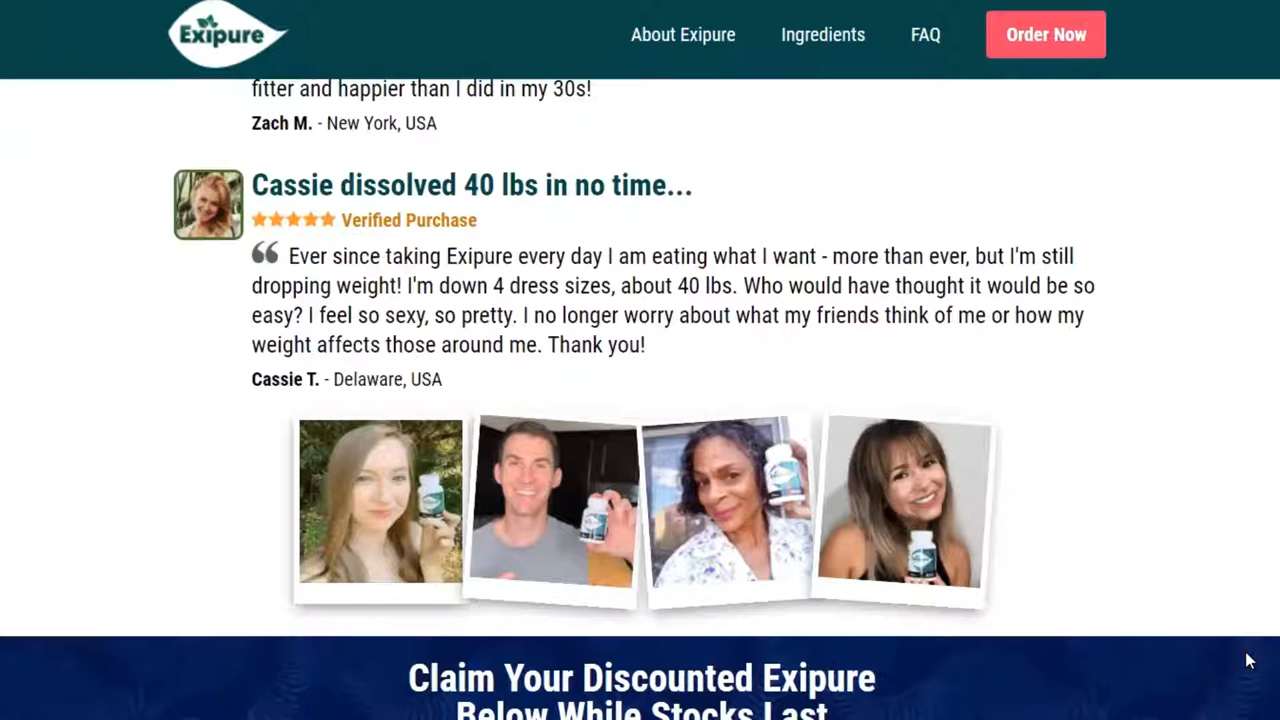 Exipure
About Exipure
Ingredients
FAQ
Order Now
fitter and happier than I did in my 30s!
Zach M. - New York, USA
Cassie dissolved 40 lbs in no time...
Verified Purchase
“ Ever since taking Exipure every day I am eating what I want - more than ever, but I'm still
dropping weight! I'm down 4 dress sizes, about 40 lbs. Who would have thought it would be so
easy? I feel so sexy, so pretty. I no longer worry about what my friends think of me or how my
weight affects those around me. Thank you!
Cassie T. - Delaware, USA
Claim Your Discounted Exipure
Below While Stocks Last